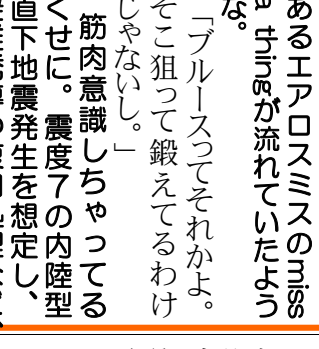 あるエアロスミスのmiss
a thingが流れていたよう
な。
「ブルースってそれかよ。
そこ狙って鍛えてるわけ
じゃないし。」
筋肉意識しちゃってる
くせに。震度７の内陸型
直下地震発生を想定し、